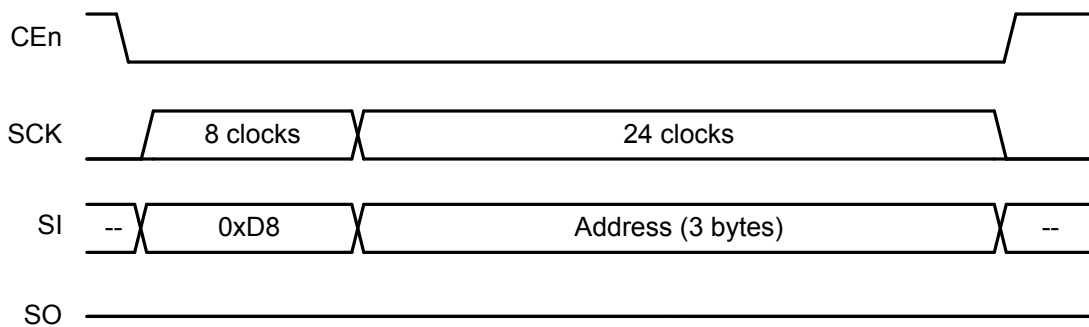 CEn
SCK 8 clocks 24 clocks
SI -- 0xD8 Address (3 bytes) --
SO